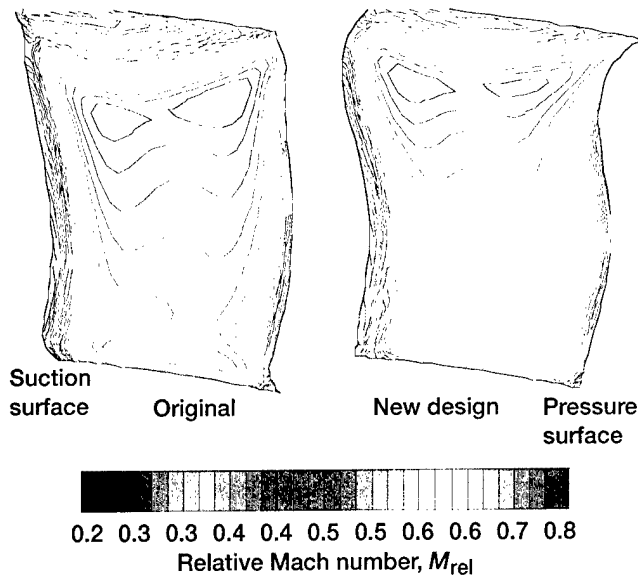 Suction surface
Original
New design
Pressure surface
0.2 0.3 0.3 0.4 0.4 0.5 0.5 0.6 0.6 0.7 0.8
Relative Mach number, Mrel